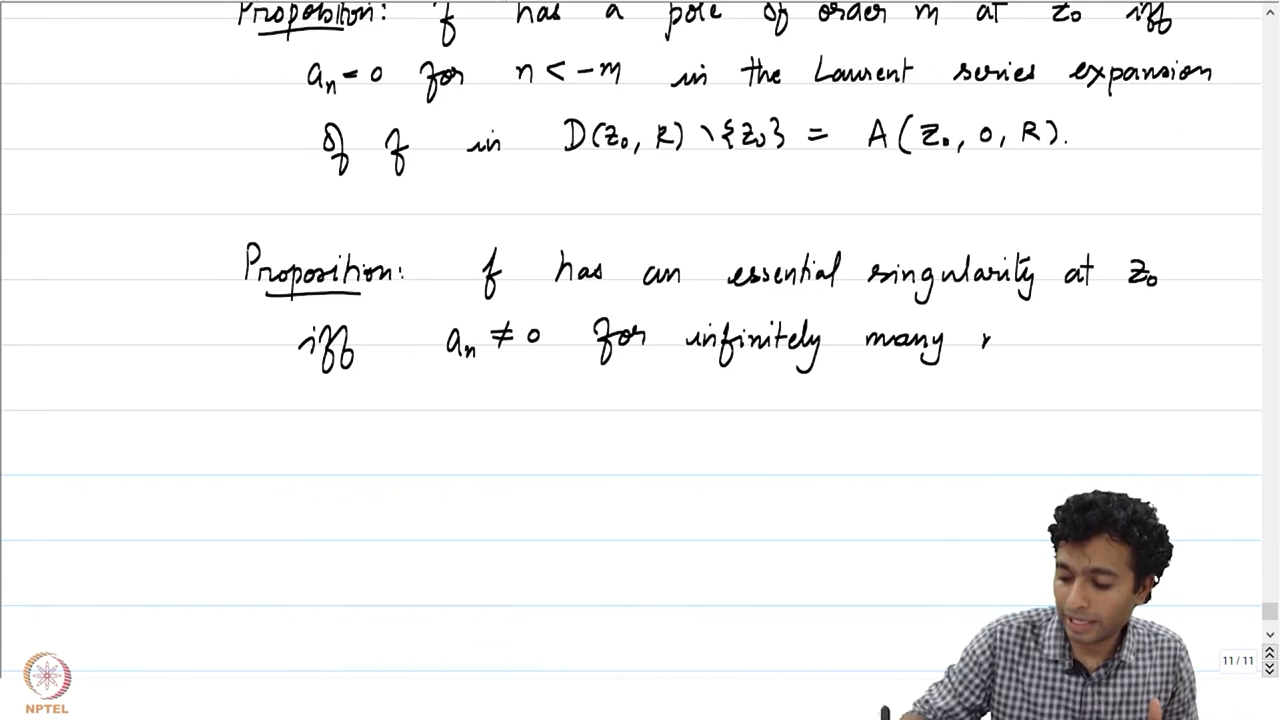 Proposition: f has a pole of order m at z₀ iff
aₙ = 0 for n < -m in the Laurent series expansion
of f in D(z₀, R) \ {z₀} = A(z₀, 0, R).
Proposition: f has an essential singularity at z₀
iff aₙ ≠ 0 for infinitely many
11/11
NPTEL